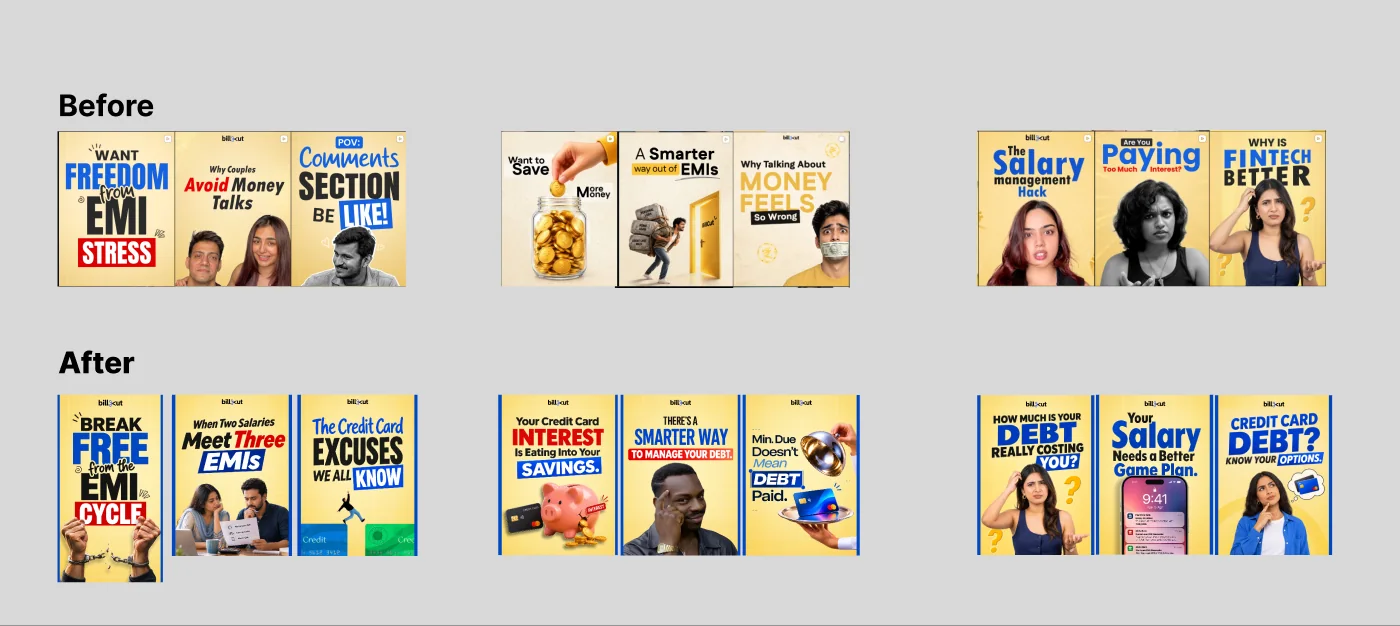 Before
WANT
FREEDOM
from
EMI
STRESS
billcut
Why Couples
Avoid Money
Talks
POV:
Comments
SECTION
BE LIKE!
Want to
Save
More
Money
A Smarter
way out of EMIs
billcut
Why Talking About
MONEY
FEELS
So Wrong
billcut
The
Salary
management
Hack
Are You
Paying
Too Much Interest?
WHY IS
FINTECH
BETTER
After
billcut
BREAK
FREE
from the
EMI
CYCLE
billcut
When Two Salaries
Meet Three
EMIs
billcut
The Credit Card
EXCUSES
WE ALL KNOW
Credit
billcut
Your Credit Card
INTEREST
Is Eating Into Your
SAVINGS.
INTEREST
billcut
THERE'S A
SMARTER WAY
TO MANAGE YOUR DEBT.
billcut
Min. Due
Doesn't
Mean
DEBT
Paid.
billcut
HOW MUCH IS YOUR
DEBT
REALLY COSTING
YOU?
billcut
Your
Salary
Needs a Better
Game Plan.
9:41
billcut
CREDIT CARD
DEBT?
KNOW YOUR OPTIONS.